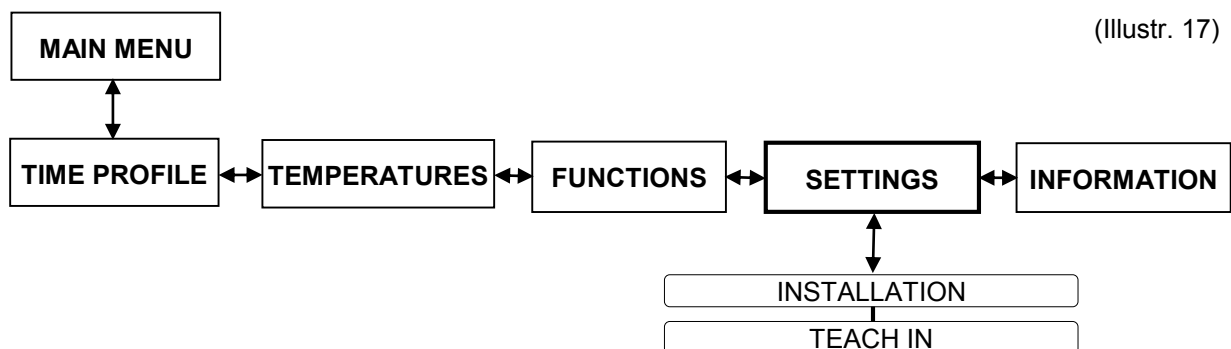 (Illustr. 17)
MAIN MENU
TIME PROFILE
TEMPERATURES
FUNCTIONS
SETTINGS
INFORMATION
INSTALLATION
TEACH IN